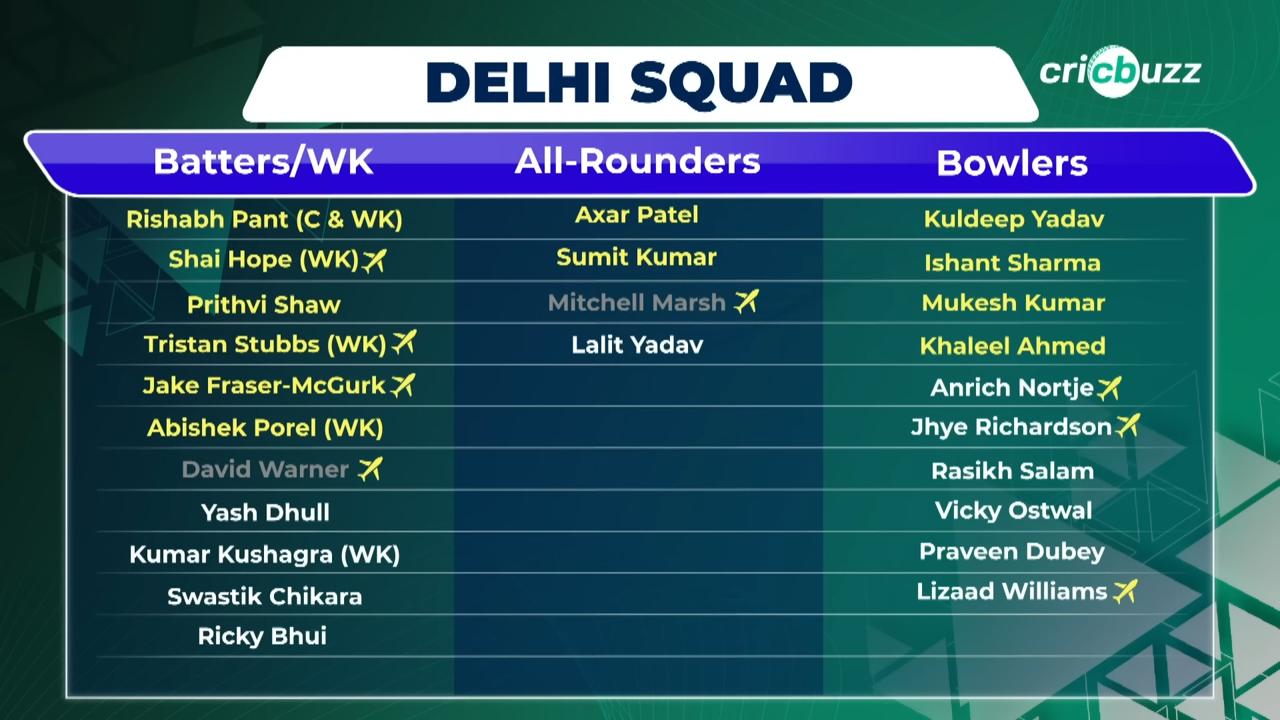 DELHI SQUAD
cricbuzz
Batters/WK
Rishabh Pant (C & WK)
Shai Hope (WK)
Prithvi Shaw
Tristan Stubbs (WK)
Jake Fraser-McGurk
Abishek Porel (WK)
David Warner
Yash Dhull
Kumar Kushagra (WK)
Swastik Chikara
Ricky Bhui
All-Rounders
Axar Patel
Sumit Kumar
Mitchell Marsh
Lalit Yadav
Bowlers
Kuldeep Yadav
Ishant Sharma
Mukesh Kumar
Khaleel Ahmed
Anrich Nortje
Jhye Richardson
Rasikh Salam
Vicky Ostwal
Praveen Dubey
Lizaad Williams